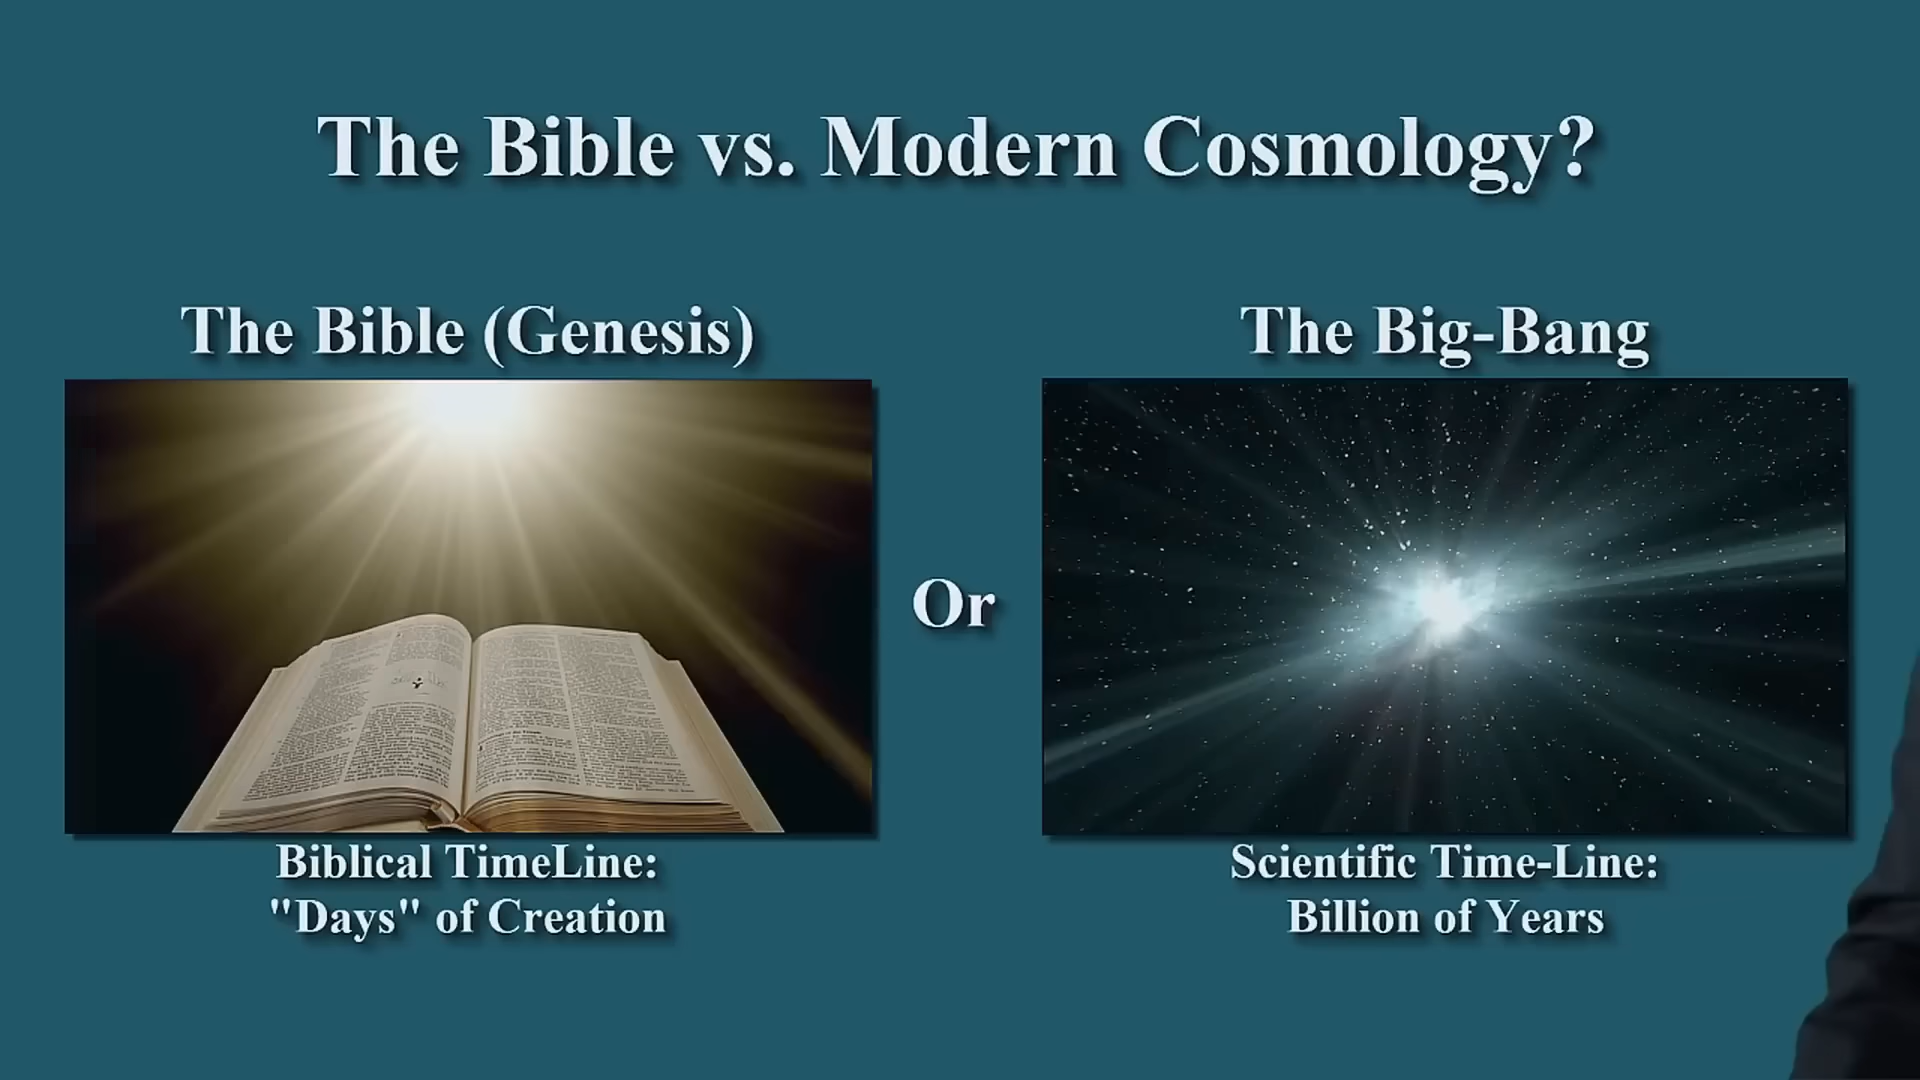 The Bible vs. Modern Cosmology?
The Bible (Genesis)
The Big-Bang
Or
Biblical TimeLine:
"Days" of Creation
Scientific Time-Line:
Billion of Years